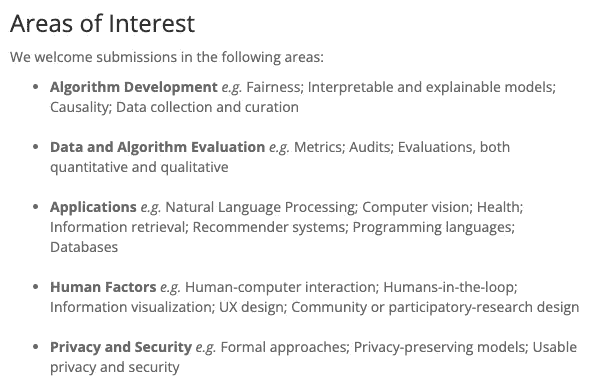 Areas of Interest
We welcome submissions in the following areas:
• Algorithm Development e.g. Fairness; Interpretable and explainable models;
Causality; Data collection and curation
• Data and Algorithm Evaluation e.g. Metrics; Audits; Evaluations, both
quantitative and qualitative
• Applications e.g. Natural Language Processing; Computer vision; Health;
Information retrieval; Recommender systems; Programming languages;
Databases
• Human Factors e.g. Human-computer interaction; Humans-in-the-loop;
Information visualization; UX design; Community or participatory-research design
• Privacy and Security e.g. Formal approaches; Privacy-preserving models; Usable
privacy and security